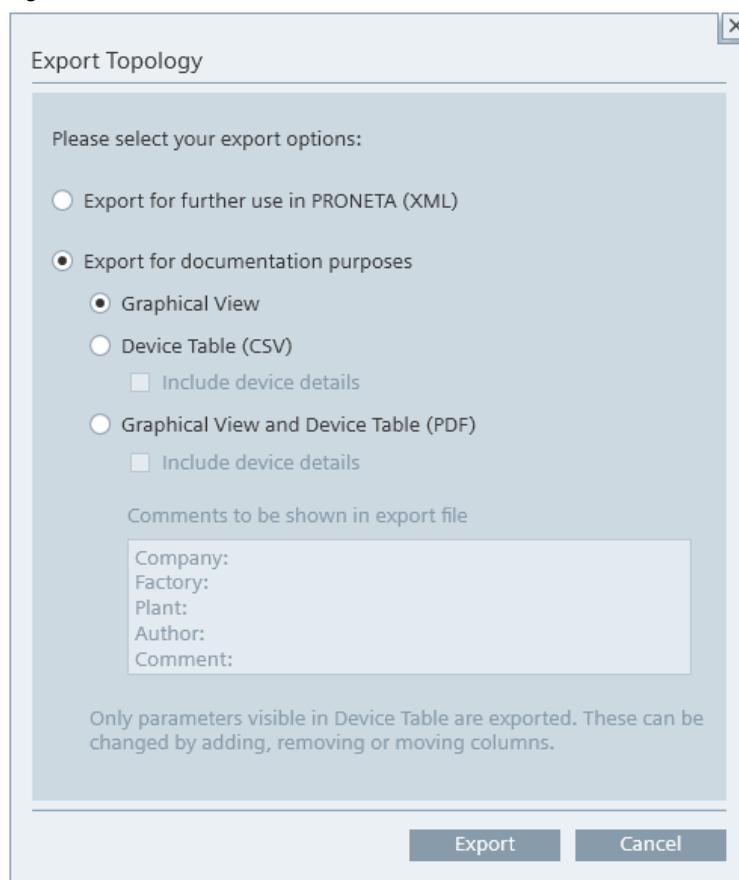 Export Topology
Please select your export options:
Export for further use in PRONETA (XML)
Export for documentation purposes
Graphical View
Device Table (CSV)
Include device details
Graphical View and Device Table (PDF)
Include device details
Comments to be shown in export file
Company:
Factory:
Plant:
Author:
Comment:
Only parameters visible in Device Table are exported. These can be
changed by adding, removing or moving columns.
Export
Cancel